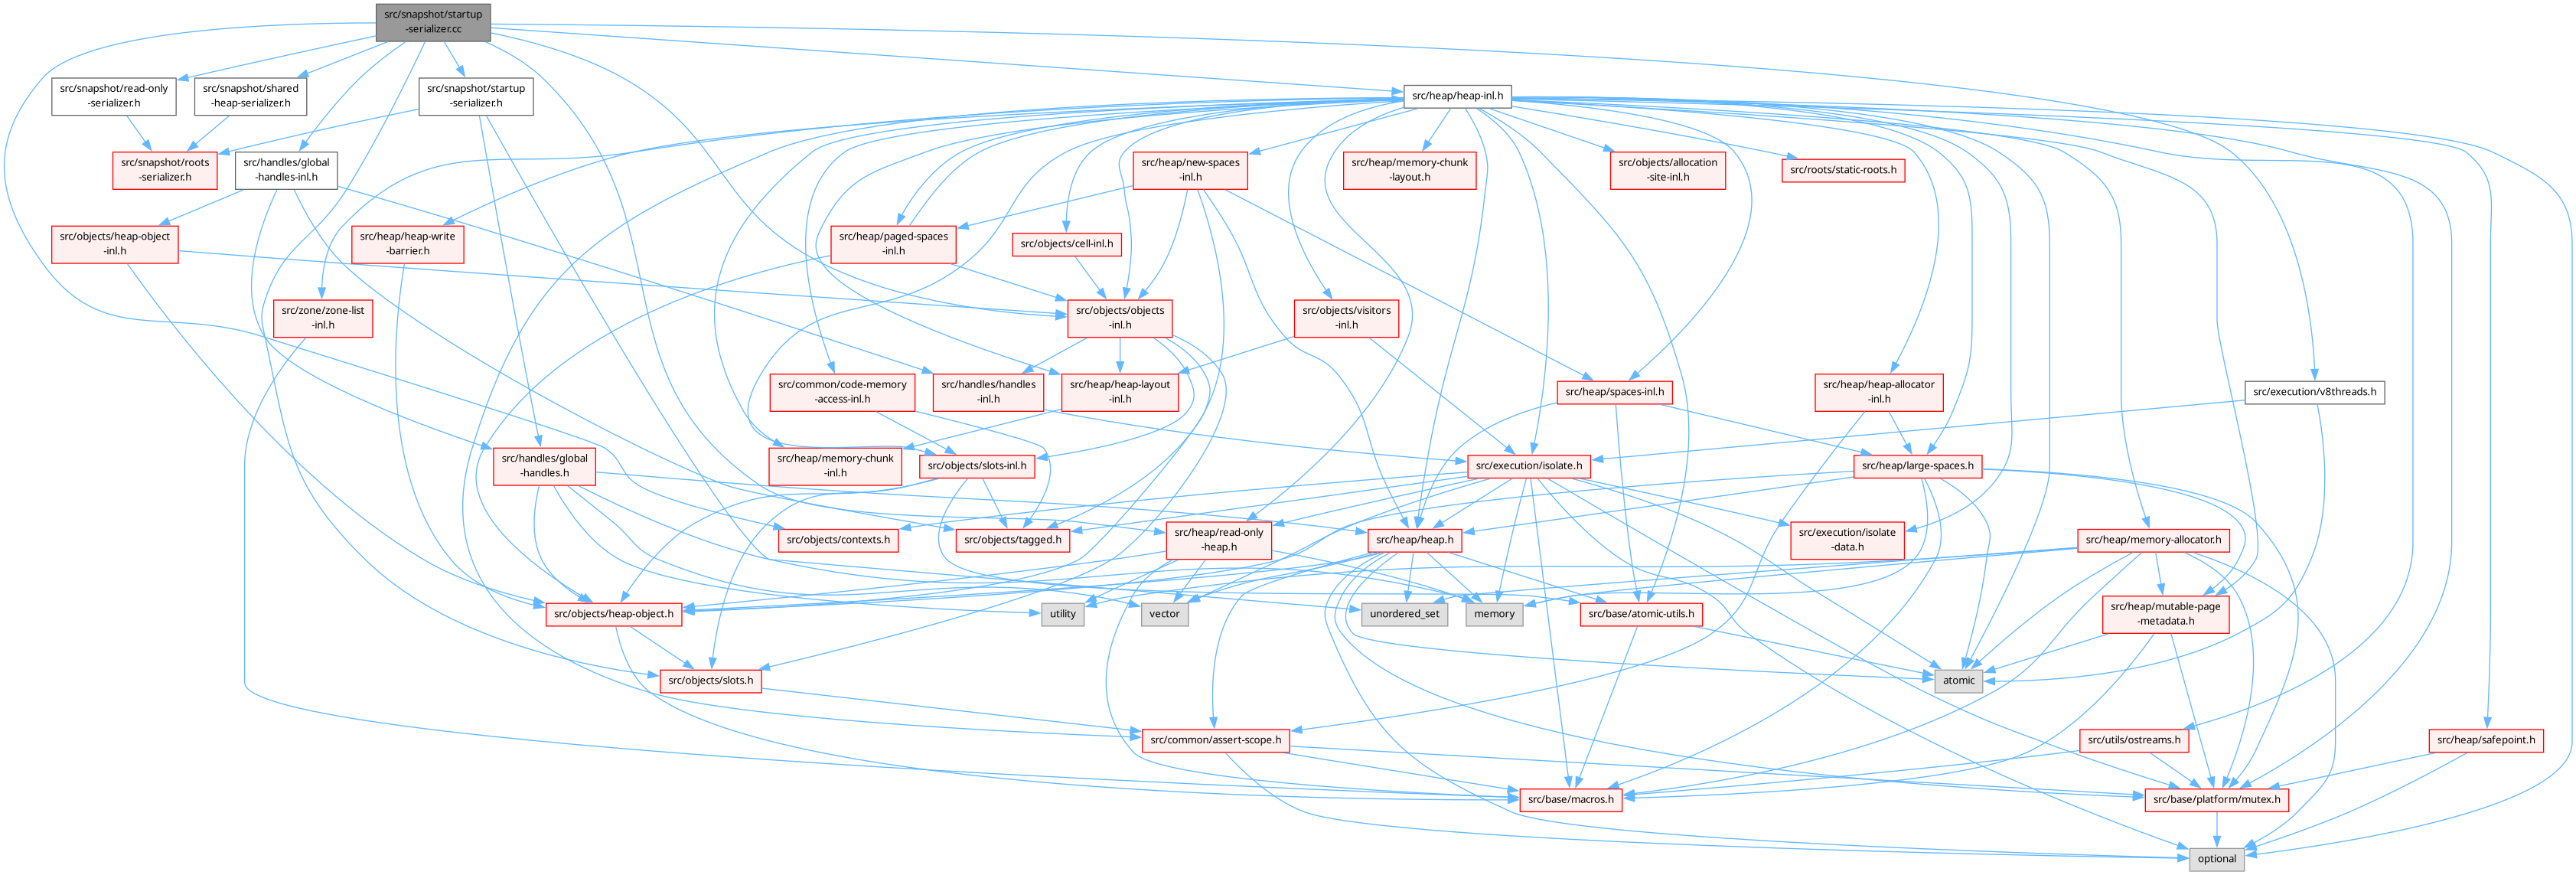 src/snapshot/startup
-serializer.cc
src/snapshot/read-only
-serializer.h
src/snapshot/shared
-heap-serializer.h
src/snapshot/startup
-serializer.h
src/heap/heap-inl.h
src/snapshot/roots
-serializer.h
src/handles/global
-handles-inl.h
src/heap/new-spaces
-inl.h
src/heap/memory-chunk
-layout.h
src/objects/allocation
-site-inl.h
src/roots/static-roots.h
src/objects/heap-object
-inl.h
src/heap/heap-write
-barrier.h
src/heap/paged-spaces
-inl.h
src/objects/cell-inl.h
src/zone/zone-list
-inl.h
src/objects/objects
-inl.h
src/objects/visitors
-inl.h
src/common/code-memory
-access-inl.h
src/handles/handles
-inl.h
src/heap/heap-layout
-inl.h
src/heap/spaces-inl.h
src/heap/heap-allocator
-inl.h
src/execution/v8threads.h
src/handles/global
-handles.h
src/heap/memory-chunk
-inl.h
src/objects/slots-inl.h
src/execution/isolate.h
src/heap/large-spaces.h
src/objects/contexts.h
src/objects/tagged.h
src/heap/read-only
-heap.h
src/heap/heap.h
src/execution/isolate
-data.h
src/heap/memory-allocator.h
src/objects/heap-object.h
utility
vector
unordered_set
memory
src/base/atomic-utils.h
src/heap/mutable-page
-metadata.h
src/objects/slots.h
atomic
src/common/assert-scope.h
src/utils/ostreams.h
src/heap/safepoint.h
src/base/macros.h
src/base/platform/mutex.h
optional